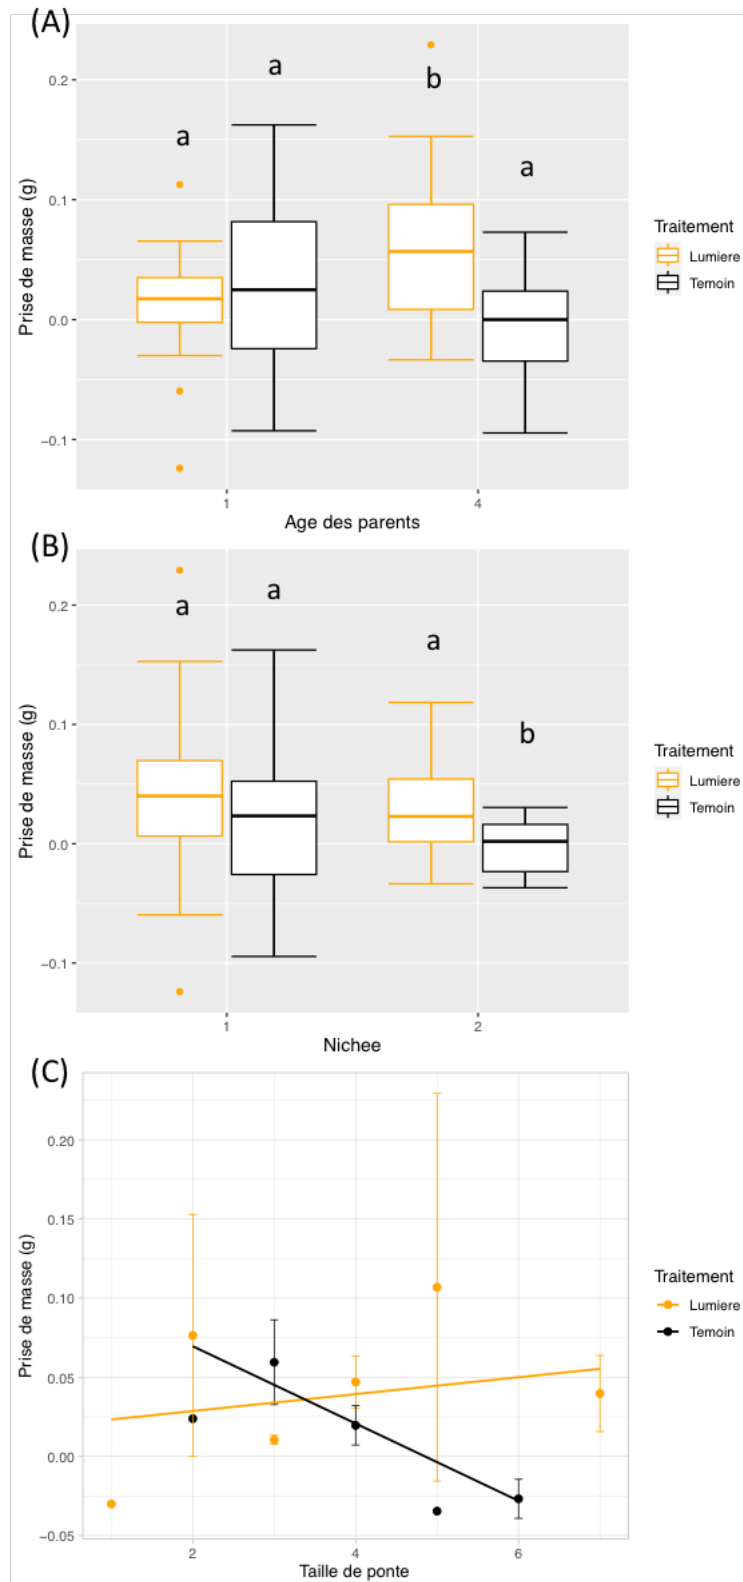 (A)
0.2
0.1
0.0
−0.1
a
a
b
a
Prise de masse (g)
1
4
Age des parents
Traitement
Lumiere
Temoin
(B)
0.2
0.1
0.0
−0.1
a
a
a
b
Prise de masse (g)
1
2
Nichee
Traitement
Lumiere
Temoin
(C)
0.20
0.15
0.10
0.05
0.00
−0.05
Prise de masse (g)
2
4
6
Taille de ponte
Traitement
Lumiere
Temoin